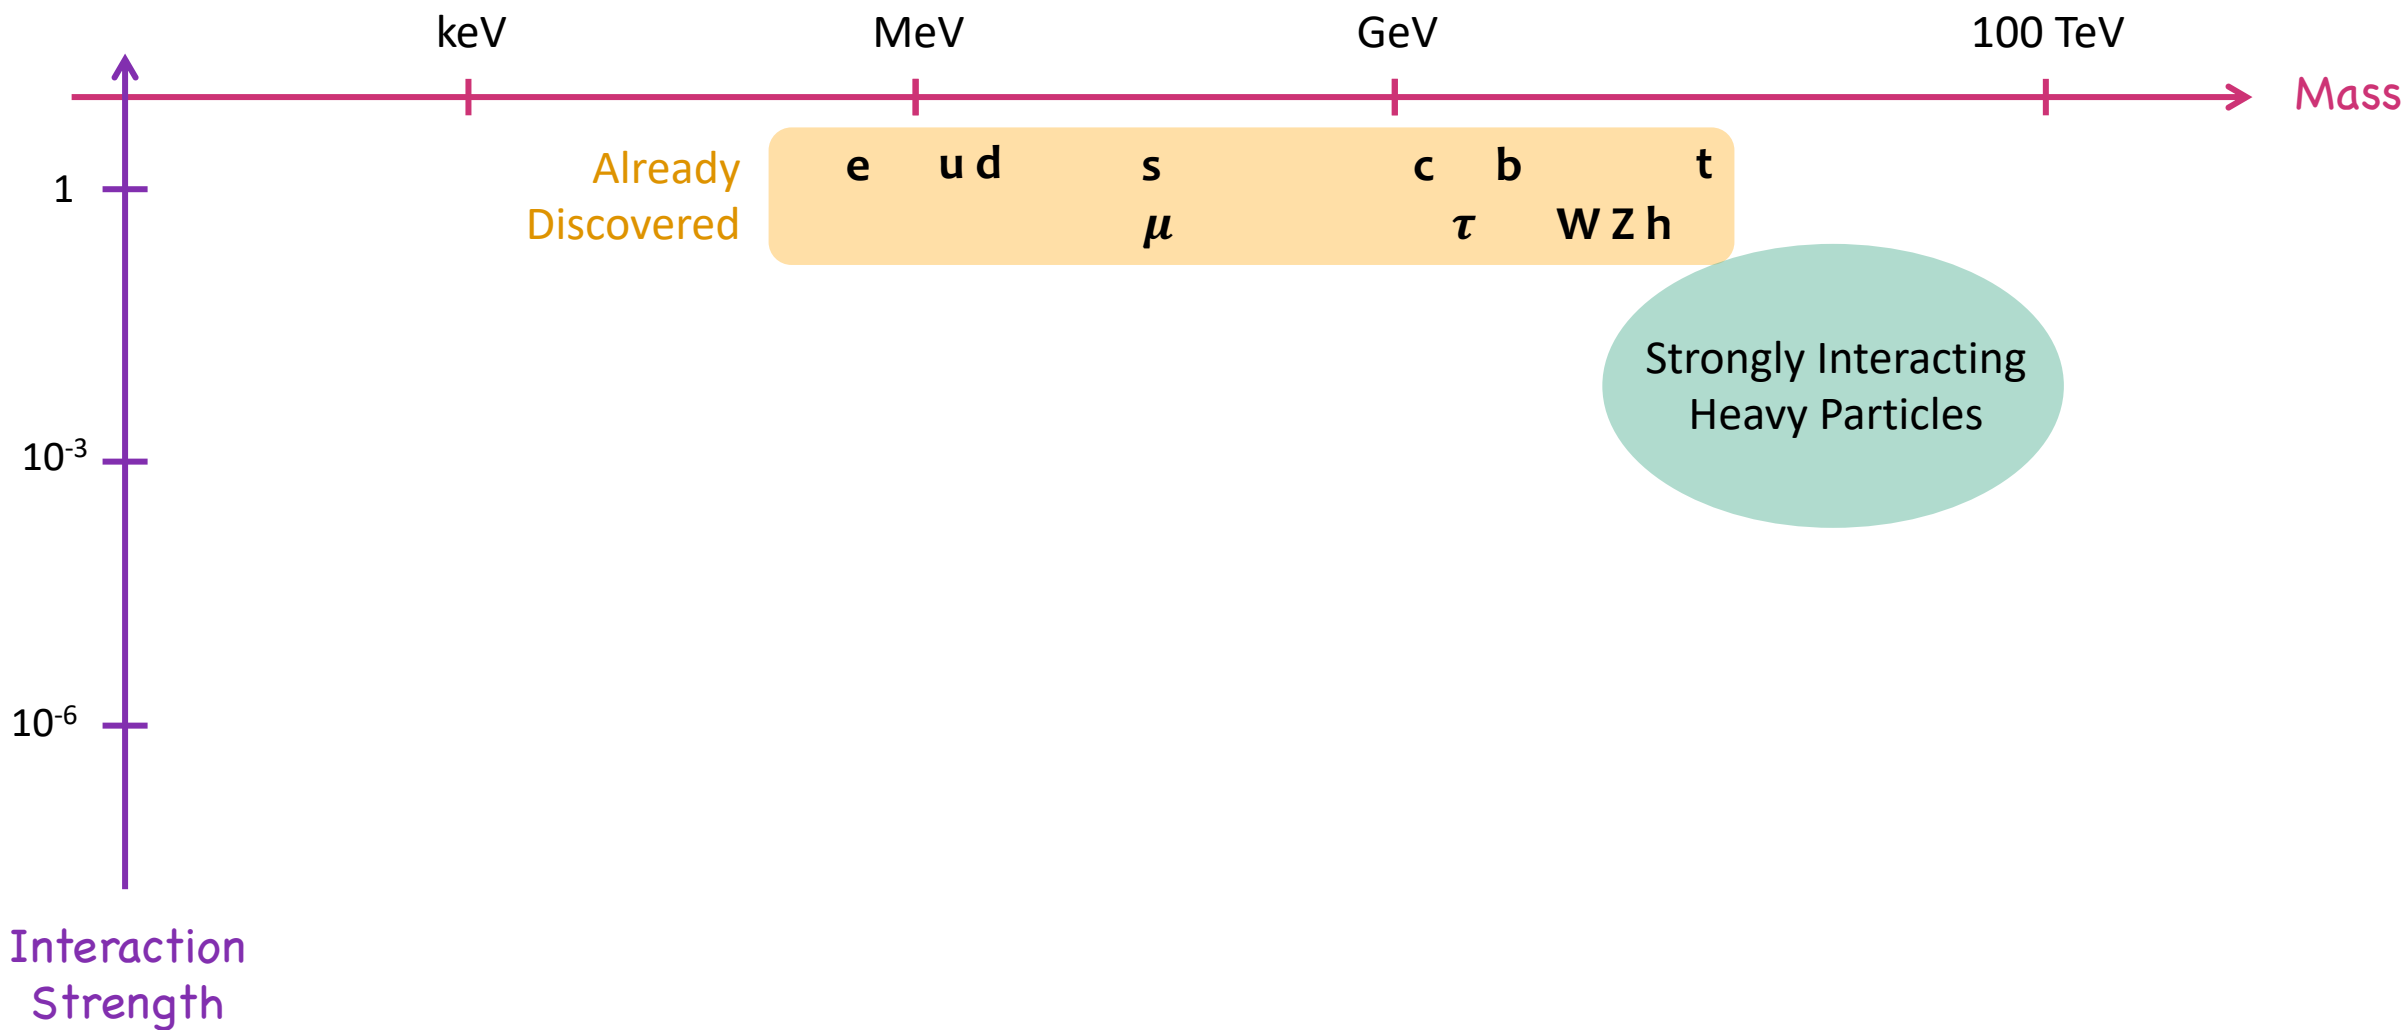 keV MeV GeV 100 TeV
Mass
Already
Discovered
e u d s c b t
μ τ W Z h
1
Strongly Interacting
Heavy Particles
10⁻³
10⁻⁶
Interaction
Strength